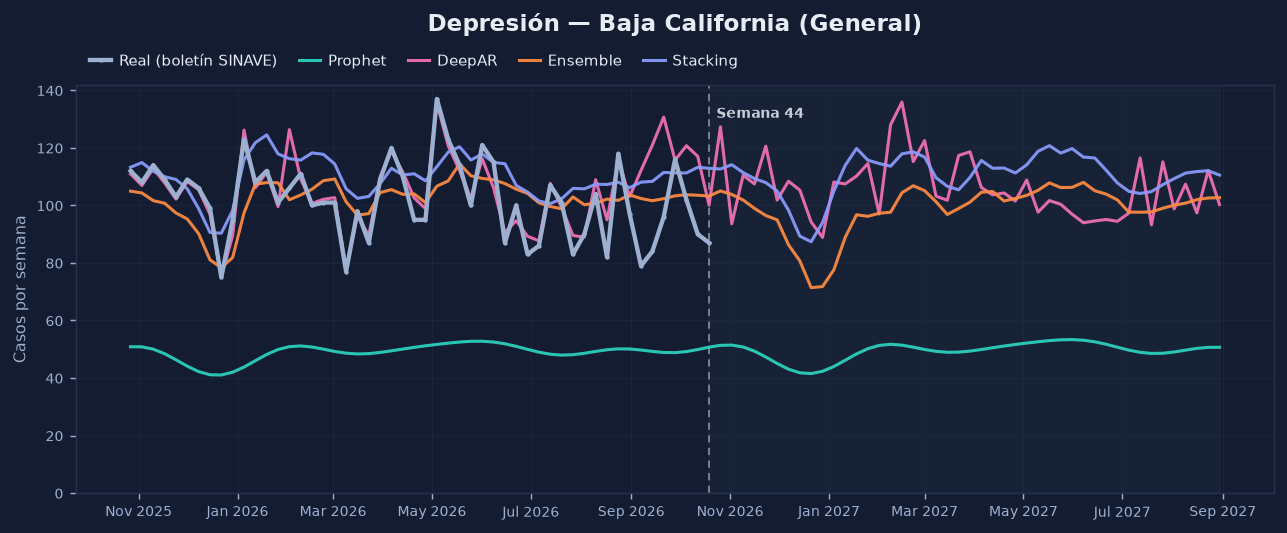 Depresión — Baja California (General)
Real (boletín SINAVE) Prophet DeepAR Ensemble Stacking
Semana 44
Casos por semana
140
120
100
80
60
40
20
0
Nov 2025 Jan 2026 Mar 2026 May 2026 Jul 2026 Sep 2026 Nov 2026 Jan 2027 Mar 2027 May 2027 Jul 2027 Sep 2027